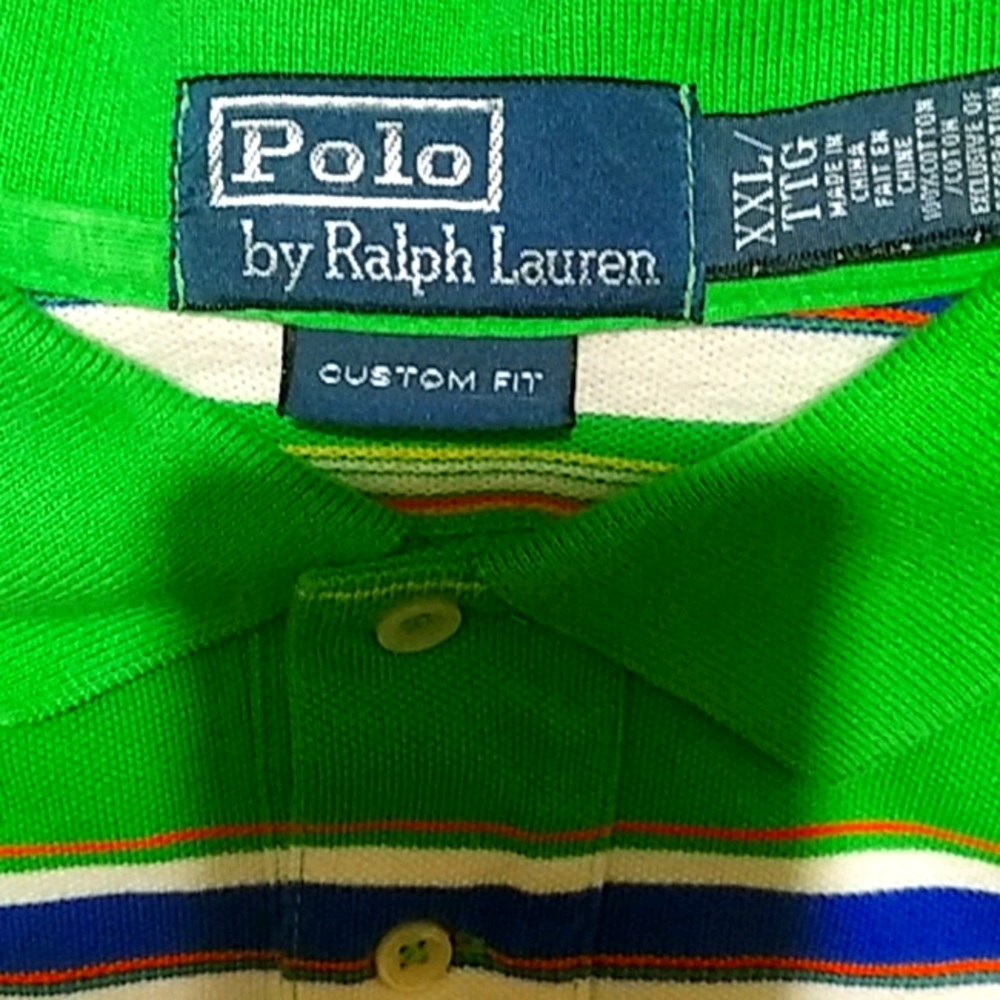 Polo
by Ralph Lauren
CUSTOM FIT
XXL/
TTG
MADE IN
CHINA
FAIT EN
CHINE
100% COTTON
/COTON
EXCLUSIVE OF